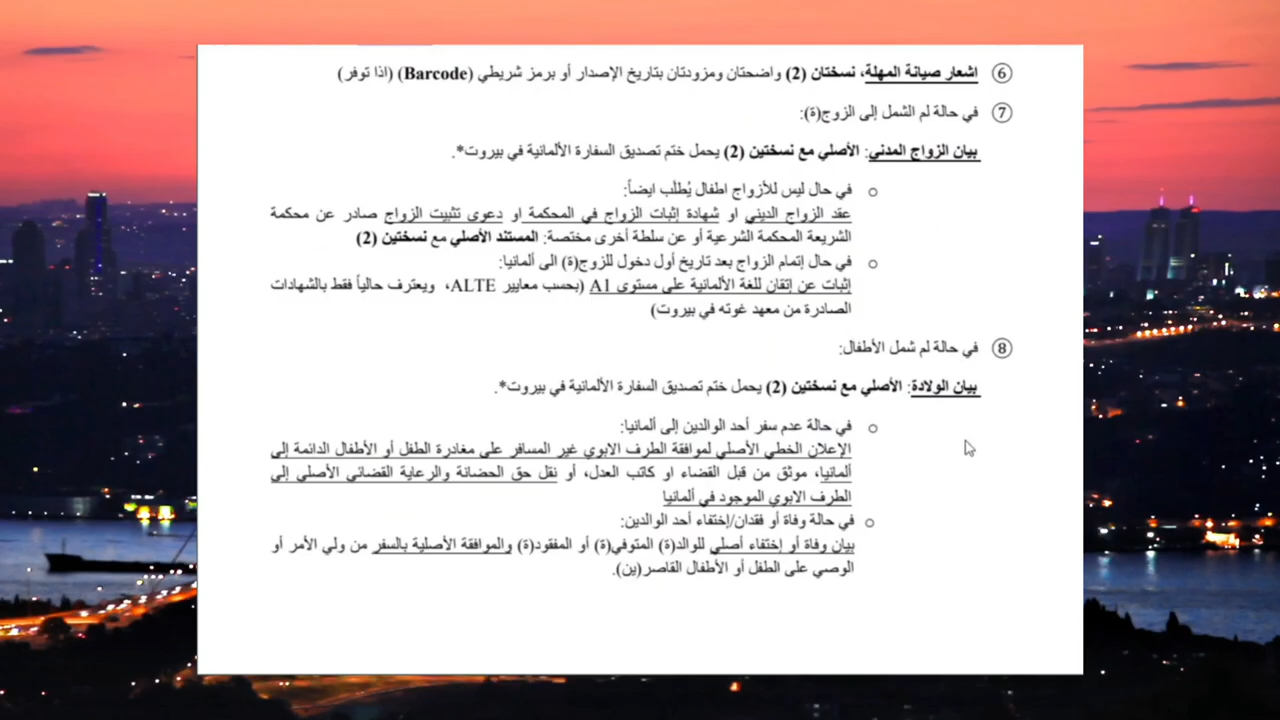 ⑥ اشعار صيانة المهلة، نسختان (2) واضحتان ومزودتان بتاريخ الإصدار أو برمز شريطي (Barcode) (اذا توفر)
⑦ في حالة لم الشمل إلى الزوج(ة):
بيان الزواج المدني: الأصلي مع نسختين (2) يحمل ختم تصديق السفارة الألمانية في بيروت*.
○ في حال ليس للأزواج اطفال يُطلَب ايضاً:
عقد الزواج الديني او شهادة إثبات الزواج في المحكمة او دعوى تثبيت الزواج صادر عن محكمة
الشريعة المحكمة الشرعية أو عن سلطة أخرى مختصة: المستند الأصلي مع نسختين (2)
○ في حال إتمام الزواج بعد تاريخ أول دخول للزوج(ة) الى ألمانيا:
إثبات عن إتقان للغة الألمانية على مستوى A1 (بحسب معايير ALTE، ويعترف حالياً فقط بالشهادات
الصادرة من معهد غوته في بيروت)
⑧ في حالة لم شمل الأطفال:
بيان الولادة: الأصلي مع نسختين (2) يحمل ختم تصديق السفارة الألمانية في بيروت*.
○ في حالة عدم سفر أحد الوالدين إلى ألمانيا:
الإعلان الخطي الأصلي لموافقة الطرف الابوي غير المسافر على مغادرة الطفل أو الأطفال الدائمة إلى
ألمانيا، موثق من قبل القضاء او كاتب العدل، أو نقل حق الحضانة والرعاية القضائى الأصلي إلى
الطرف الابوي الموجود في ألمانيا
○ في حالة وفاة أو فقدان/إختفاء أحد الوالدين:
بيان وفاة أو إختفاء أصلي للوالد(ة) المتوفي(ة) أو المفقود(ة) والموافقة الأصلية بالسفر من ولي الأمر أو
الوصي على الطفل أو الأطفال القاصر(ين).